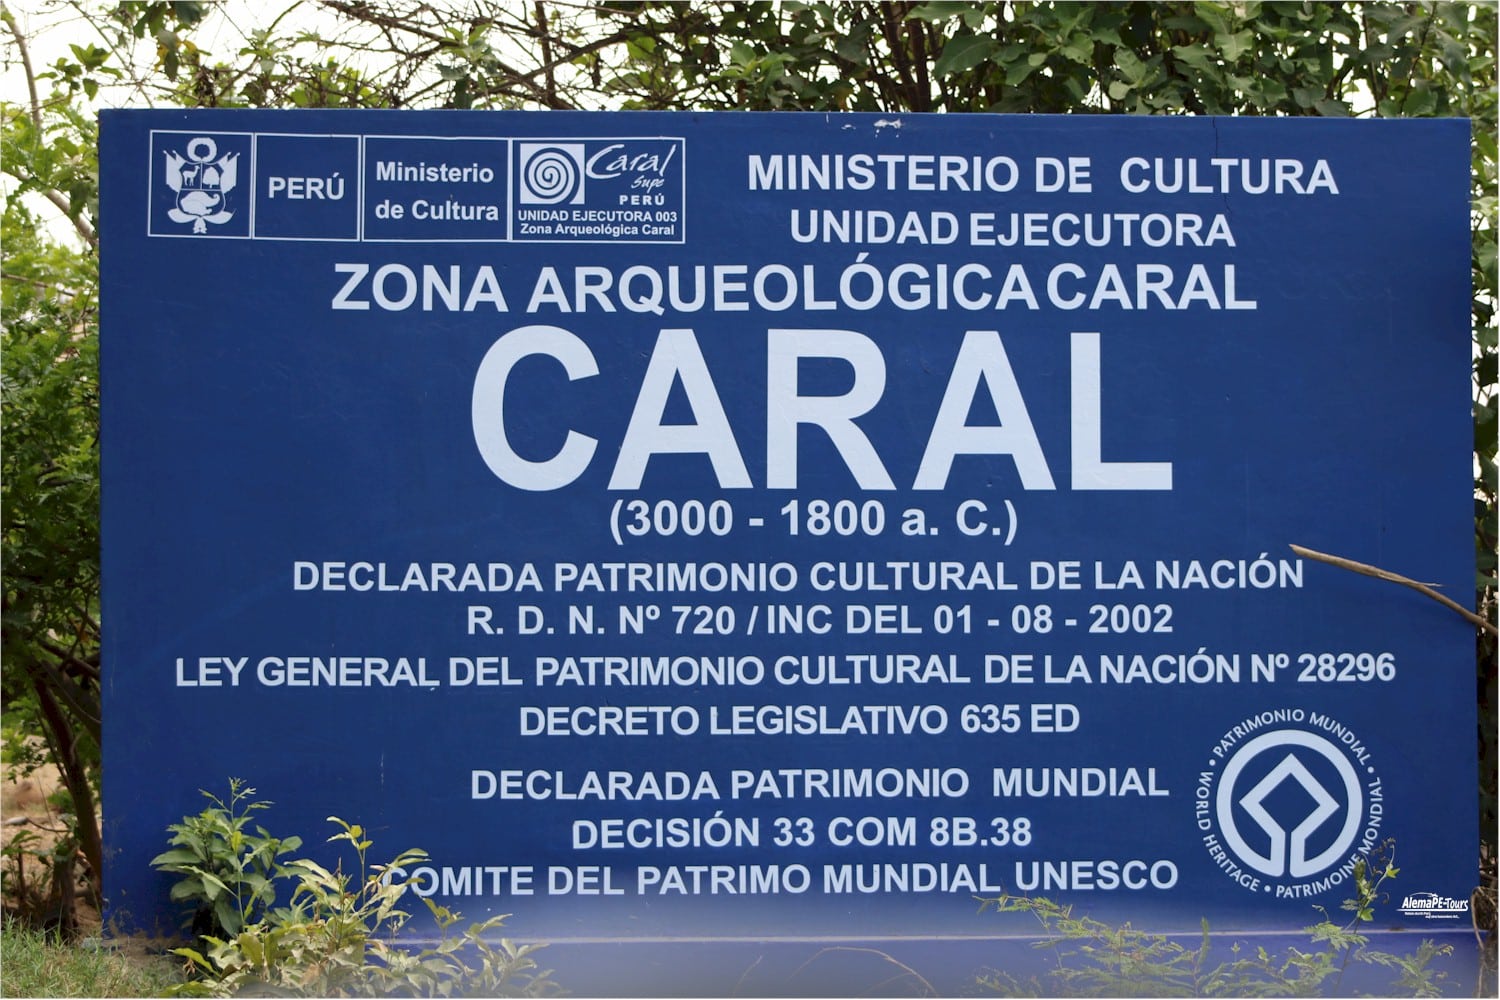 PERÚ
Ministerio
de Cultura
Caral
Supe
PERÚ
UNIDAD EJECUTORA 003
Zona Arqueológica Caral
MINISTERIO DE CULTURA
UNIDAD EJECUTORA
ZONA ARQUEOLÓGICA CARAL
CARAL
(3000 - 1800 a. C.)
DECLARADA PATRIMONIO CULTURAL DE LA NACIÓN
R. D. N. Nº 720 / INC DEL 01 - 08 - 2002
LEY GENERAL DEL PATRIMONIO CULTURAL DE LA NACIÓN Nº 28296
DECRETO LEGISLATIVO 635 ED
DECLARADA PATRIMONIO MUNDIAL
DECISIÓN 33 COM 8B.38
COMITE DEL PATRIMO MUNDIAL UNESCO
• PATRIMONIO MUNDIAL • WORLD HERITAGE • PATRIMOINE MONDIAL
AlemaPE-Tours